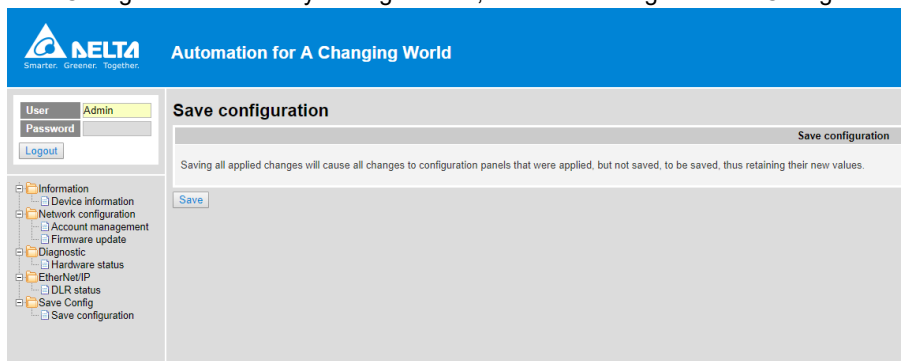 DELTA
Smarter. Greener. Together.
Automation for A Changing World
User Admin
Password
Logout
Information
Device information
Network configuration
Account management
Firmware update
Diagnostic
Hardware status
EtherNet/IP
DLR status
Save Config
Save configuration
Save configuration
Save configuration
Saving all applied changes will cause all changes to configuration panels that were applied, but not saved, to be saved, thus retaining their new values.
Save